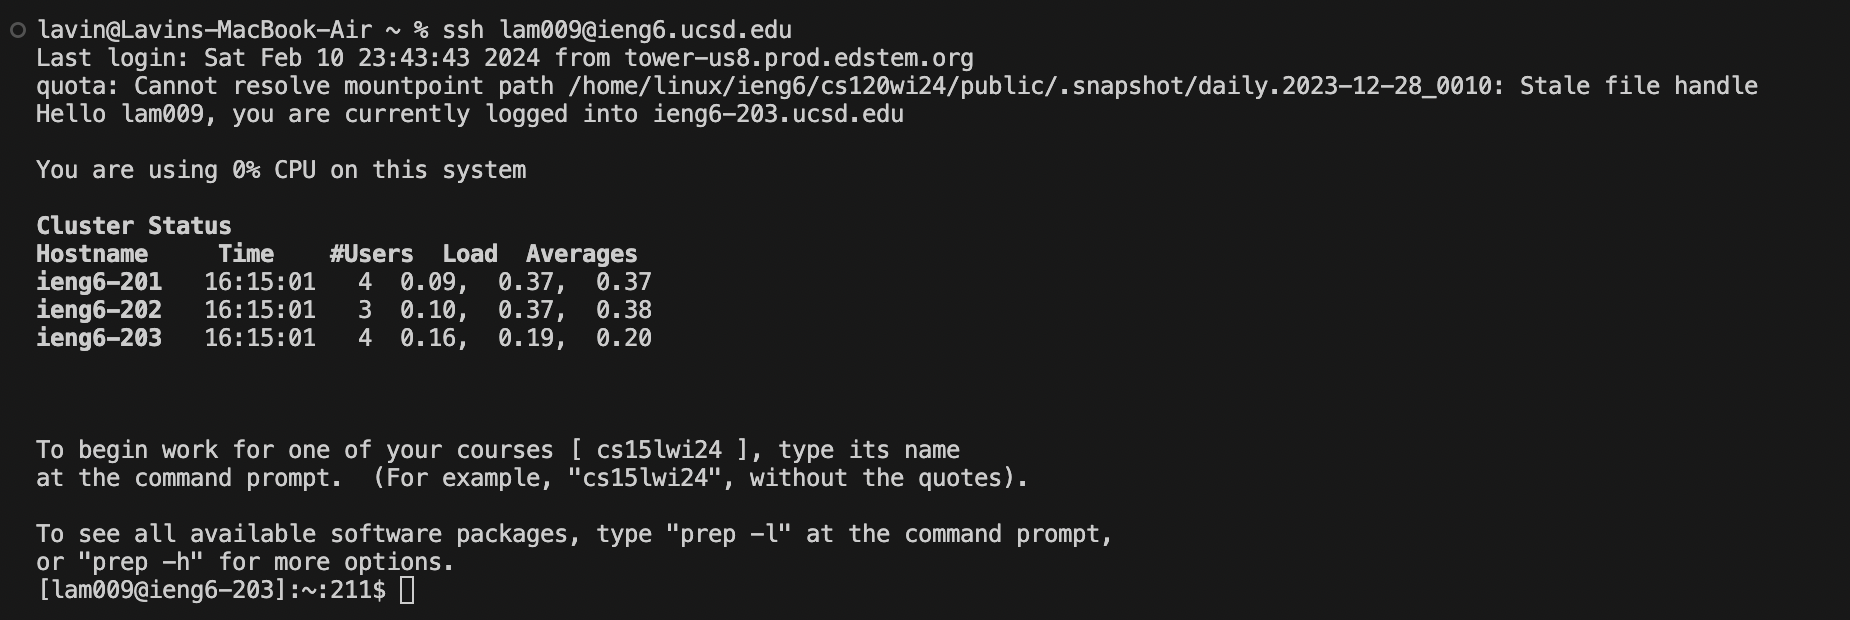 lavin@Lavins-MacBook-Air ~ % ssh lam009@ieng6.ucsd.edu
Last login: Sat Feb 10 23:43:43 2024 from tower-us8.prod.edstem.org
quota: Cannot resolve mountpoint path /home/linux/ieng6/cs120wi24/public/.snapshot/daily.2023-12-28_0010: Stale file handle
Hello lam009, you are currently logged into ieng6-203.ucsd.edu
You are using 0% CPU on this system
Cluster Status
Hostname     Time    #Users  Load  Averages
ieng6-201   16:15:01   4  0.09,  0.37,  0.37
ieng6-202   16:15:01   3  0.10,  0.37,  0.38
ieng6-203   16:15:01   4  0.16,  0.19,  0.20
To begin work for one of your courses [ cs15lwi24 ], type its name
at the command prompt.  (For example, "cs15lwi24", without the quotes).
To see all available software packages, type "prep -l" at the command prompt,
or "prep -h" for more options.
[lam009@ieng6-203]:~:211$